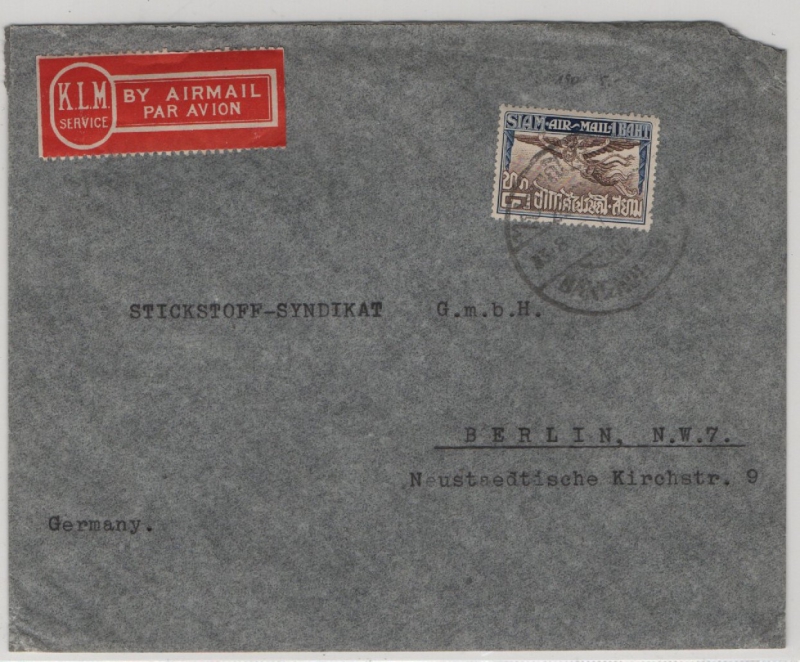 K.L.M.
SERVICE
BY AIRMAIL
PAR AVION
SIAM·AIR-MAIL·1 BAHT
STICKSTOFF-SYNDIKAT G.m.b.H.
BERLIN, N.W.7.
Neustaedtische Kirchstr. 9
Germany.